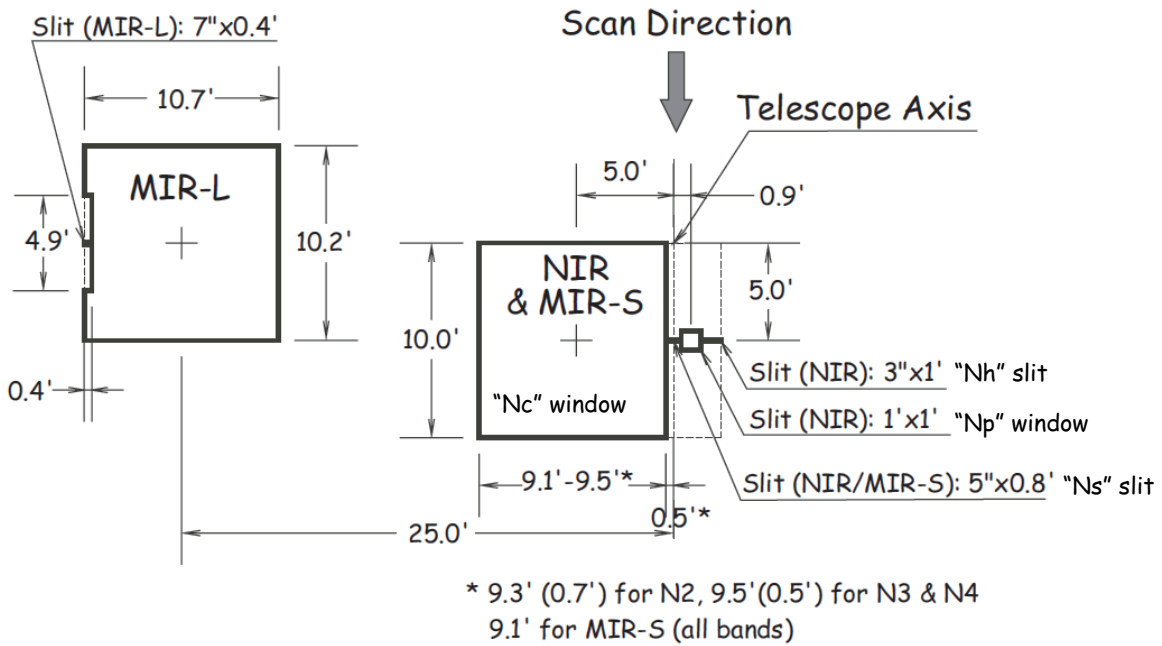 Slit (MIR-L): 7"x0.4'
Scan Direction
10.7'
Telescope Axis
5.0'
0.9'
MIR-L
4.9'
10.2'
NIR
& MIR-S
5.0'
10.0'
0.4'
Slit (NIR): 3"x1' “Nh” slit
“Nc” window
Slit (NIR): 1'x1' “Np” window
9.1'-9.5'*
Slit (NIR/MIR-S): 5"x0.8' “Ns” slit
0.5'*
25.0'
* 9.3' (0.7') for N2, 9.5'(0.5') for N3 & N4
9.1' for MIR-S (all bands)